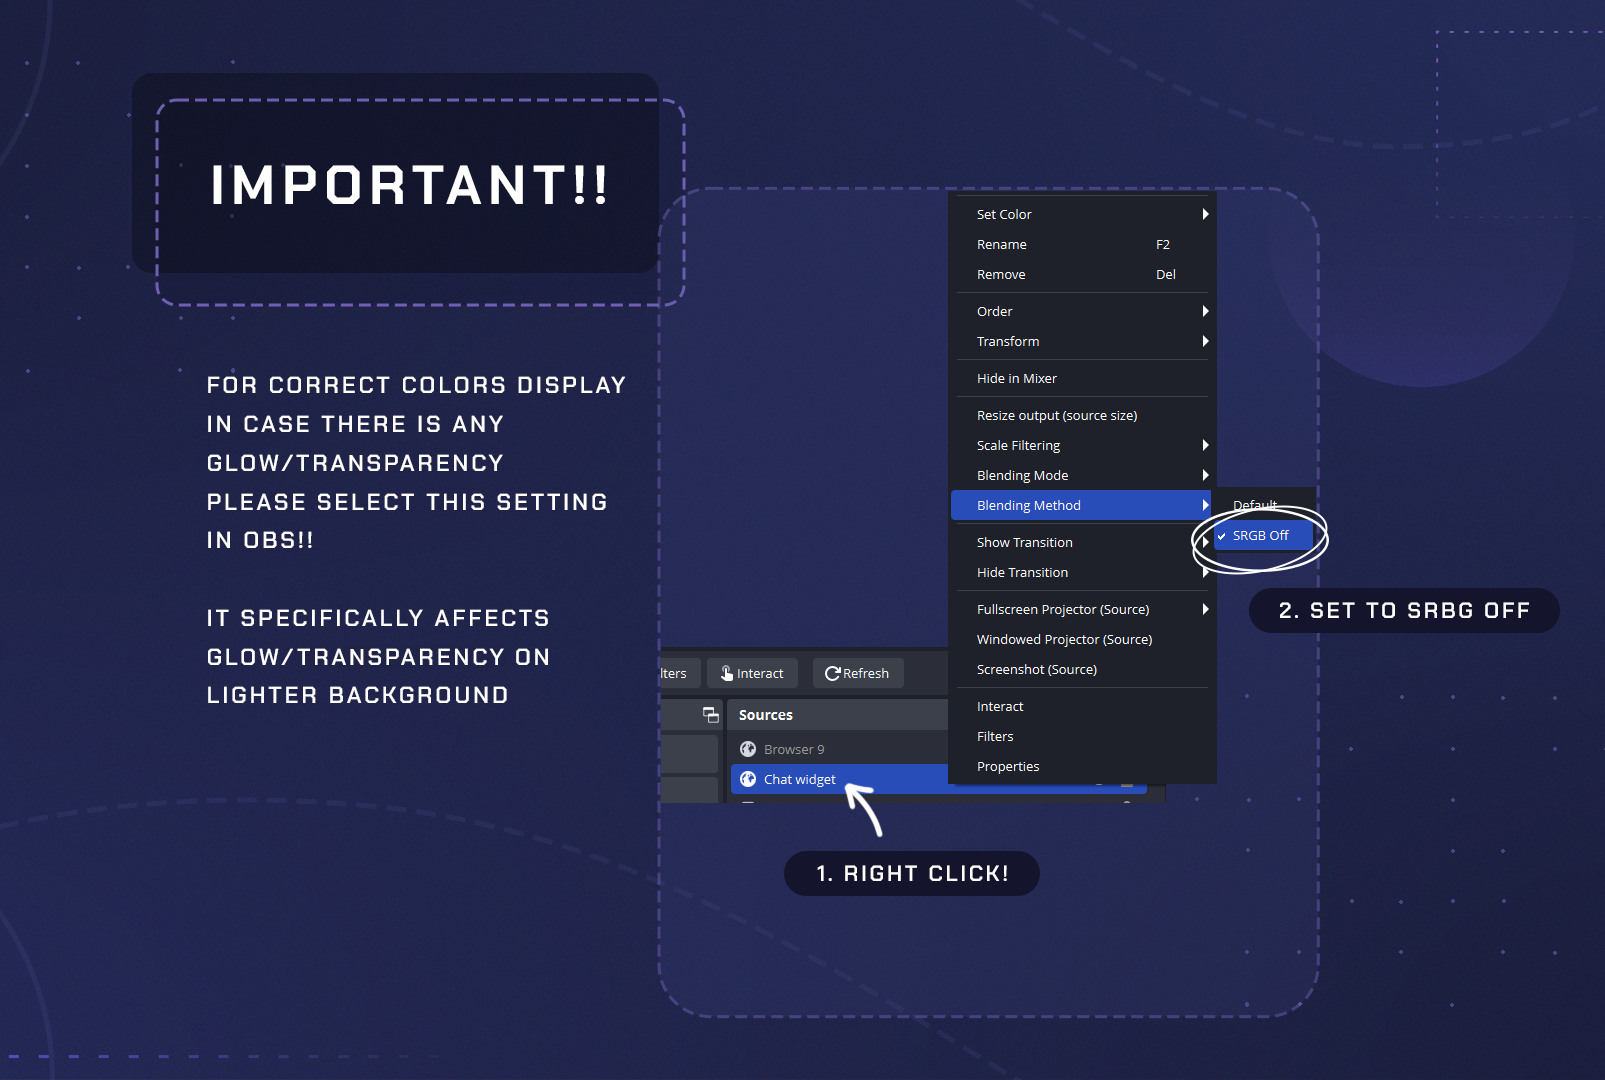 IMPORTANT!!
FOR CORRECT COLORS DISPLAY
IN CASE THERE IS ANY
GLOW/TRANSPARENCY
PLEASE SELECT THIS SETTING
IN OBS!!
IT SPECIFICALLY AFFECTS
GLOW/TRANSPARENCY ON
LIGHTER BACKGROUND
Set Color
Rename F2
Remove Del
Order
Transform
Hide in Mixer
Resize output (source size)
Scale Filtering
Blending Mode
Blending Method
Default
SRGB Off
Show Transition
Hide Transition
Fullscreen Projector (Source)
Windowed Projector (Source)
Screenshot (Source)
Interact
Filters
Properties
2. SET TO SRBG OFF
lters Interact Refresh
Sources
Browser 9
Chat widget
1. RIGHT CLICK!